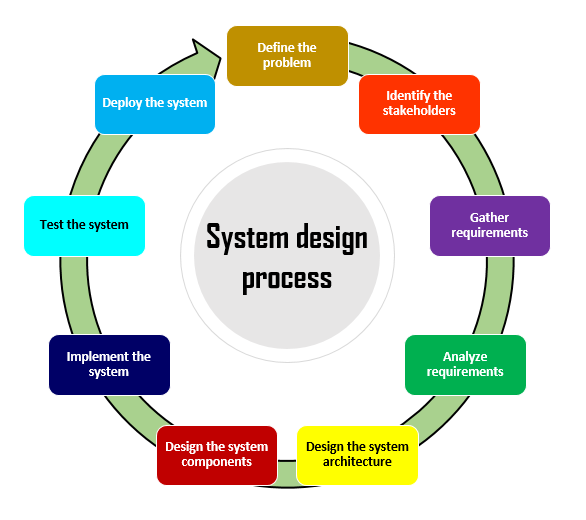 Define the
problem
Identify the
stakeholders
Gather
requirements
Analyze
requirements
Design the system
architecture
Design the system
components
Implement the
system
Test the system
Deploy the system
System design
process